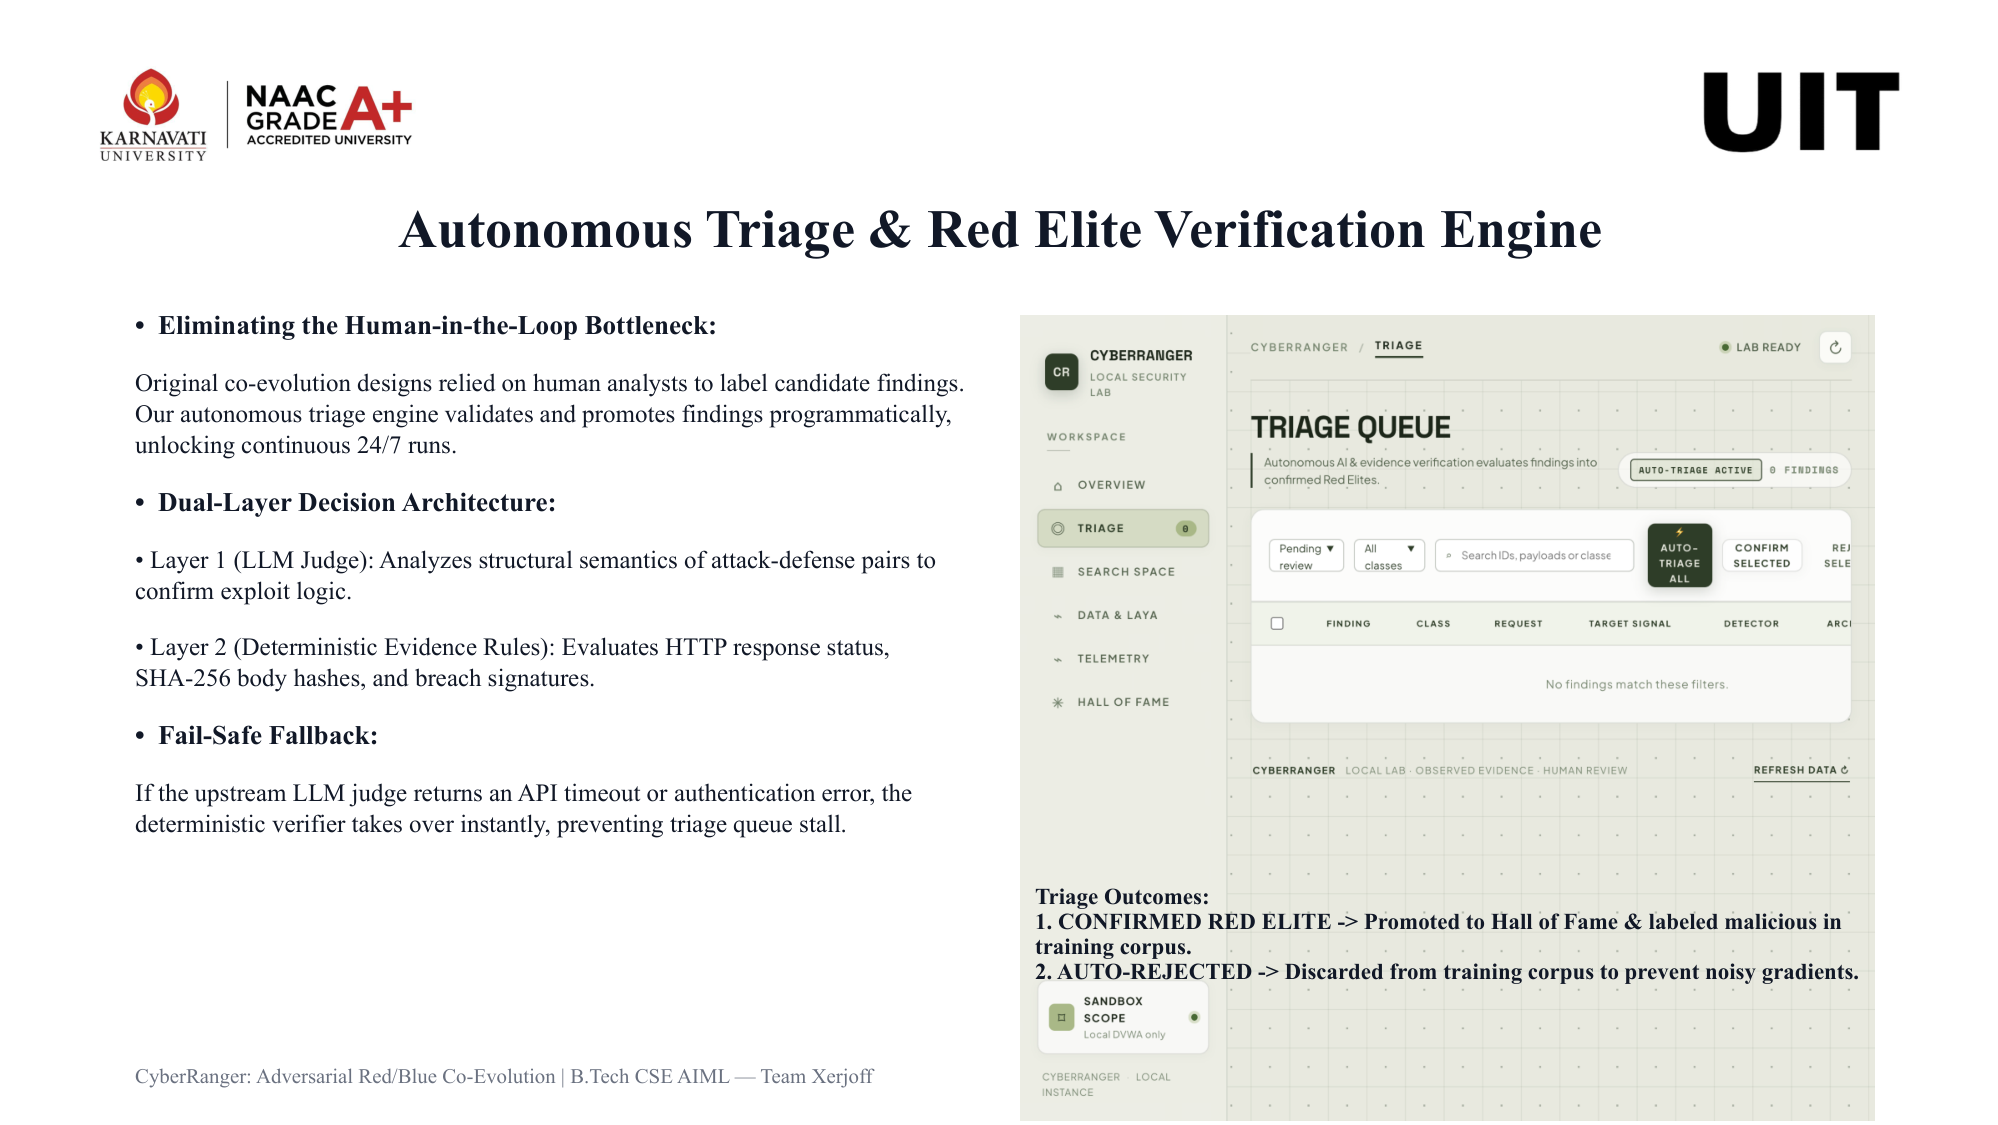 KARNAVATI
UNIVERSITY
NAAC
GRADE A+
ACCREDITED UNIVERSITY
UIT
Autonomous Triage & Red Elite Verification Engine
• Eliminating the Human-in-the-Loop Bottleneck:
Original co-evolution designs relied on human analysts to label candidate findings.
Our autonomous triage engine validates and promotes findings programmatically,
unlocking continuous 24/7 runs.
• Dual-Layer Decision Architecture:
• Layer 1 (LLM Judge): Analyzes structural semantics of attack-defense pairs to
confirm exploit logic.
• Layer 2 (Deterministic Evidence Rules): Evaluates HTTP response status,
SHA-256 body hashes, and breach signatures.
• Fail-Safe Fallback:
If the upstream LLM judge returns an API timeout or authentication error, the
deterministic verifier takes over instantly, preventing triage queue stall.
CR
CYBERRANGER
LOCAL SECURITY
LAB
WORKSPACE
OVERVIEW
TRIAGE 0
SEARCH SPACE
DATA & LAYA
TELEMETRY
HALL OF FAME
CYBERRANGER / TRIAGE
LAB READY
TRIAGE QUEUE
Autonomous AI & evidence verification evaluates findings into
confirmed Red Elites.
AUTO-TRIAGE ACTIVE 0 FINDINGS
Pending
review
All
classes
Search IDs, payloads or classe
AUTO-
TRIAGE
ALL
CONFIRM
SELECTED
REJ
SELE
FINDING CLASS REQUEST TARGET SIGNAL DETECTOR ARCI
No findings match these filters.
CYBERRANGER LOCAL LAB · OBSERVED EVIDENCE · HUMAN REVIEW
REFRESH DATA
Triage Outcomes:
1. CONFIRMED RED ELITE -> Promoted to Hall of Fame & labeled malicious in
training corpus.
2. AUTO-REJECTED -> Discarded from training corpus to prevent noisy gradients.
SANDBOX
SCOPE
Local DVWA only
CYBERRANGER · LOCAL
INSTANCE
CyberRanger: Adversarial Red/Blue Co-Evolution | B.Tech CSE AIML — Team Xerjoff